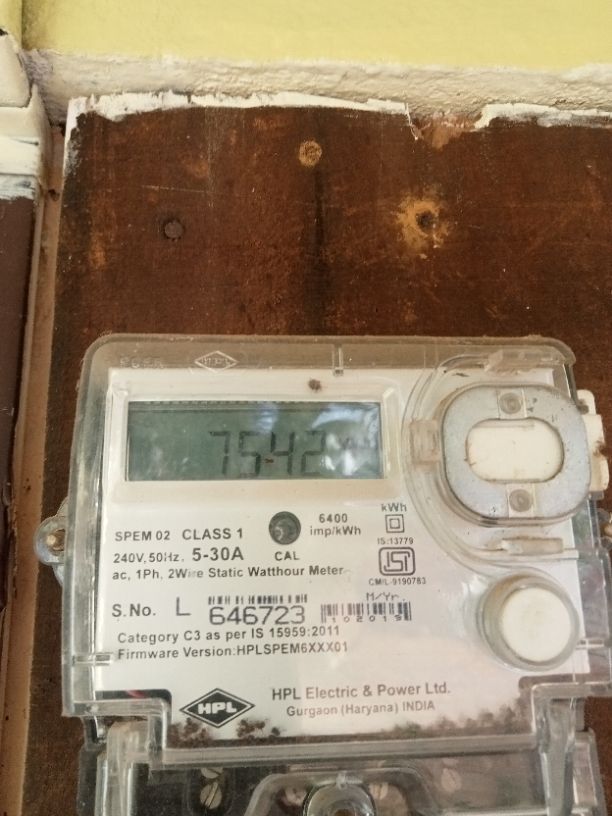 HPL
7542
SPEM 02 CLASS 1
6400
imp/kWh
kWh
IS:13779
240V, 50Hz. 5-30A CAL
ac, 1Ph, 2Wire Static Watthour Meter
CM/L-9190783
S.No. L 646723
M/Yr.
102019
Category C3 as per IS 15959:2011
Firmware Version:HPLSPEM6XXX01
HPL
HPL Electric & Power Ltd.
Gurgaon (Haryana) INDIA